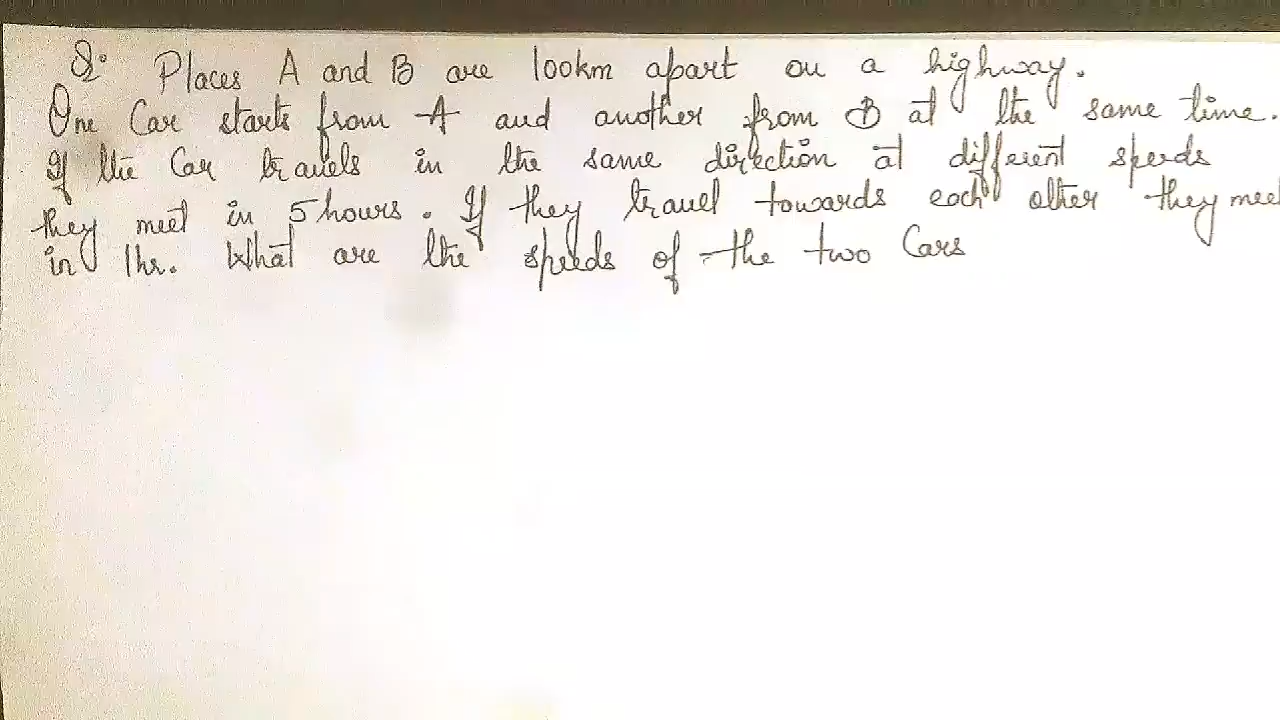 Q: Places A and B are 100km apart on a highway.
One Car starts from A and another from B at the same time.
If the Car travels in the same direction at different speeds
they meet in 5 hours. If they travel towards each other they meet
in 1hr. What are the speeds of the two Cars